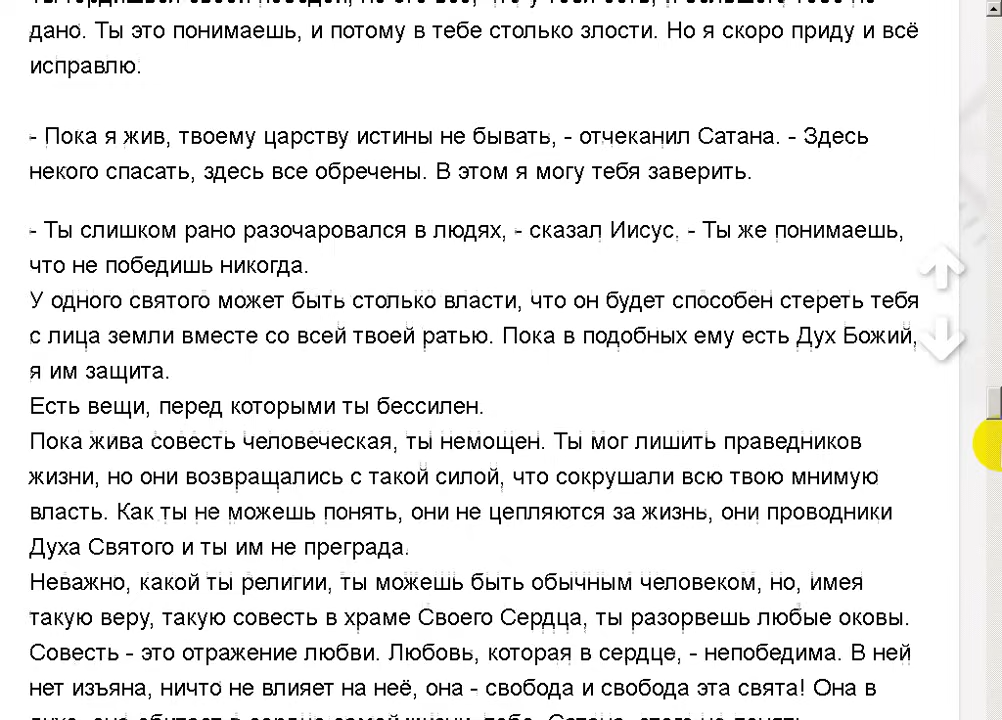 дано. Ты это понимаешь, и потому в тебе столько злости. Но я скоро приду и всё
исправлю.
- Пока я жив, твоему царству истины не бывать, - отчеканил Сатана. - Здесь
некого спасать, здесь все обречены. В этом я могу тебя заверить.
- Ты слишком рано разочаровался в людях, - сказал Иисус. - Ты же понимаешь,
что не победишь никогда.
У одного святого может быть столько власти, что он будет способен стереть тебя
с лица земли вместе со всей твоей ратью. Пока в подобных ему есть Дух Божий,
я им защита.
Есть вещи, перед которыми ты бессилен.
Пока жива совесть человеческая, ты немощен. Ты мог лишить праведников
жизни, но они возвращались с такой силой, что сокрушали всю твою мнимую
власть. Как ты не можешь понять, они не цепляются за жизнь, они проводники
Духа Святого и ты им не преграда.
Неважно, какой ты религии, ты можешь быть обычным человеком, но, имея
такую веру, такую совесть в храме Своего Сердца, ты разорвешь любые оковы.
Совесть - это отражение любви. Любовь, которая в сердце, - непобедима. В ней
нет изъяна, ничто не влияет на неё, она - свобода и свобода эта свята! Она в